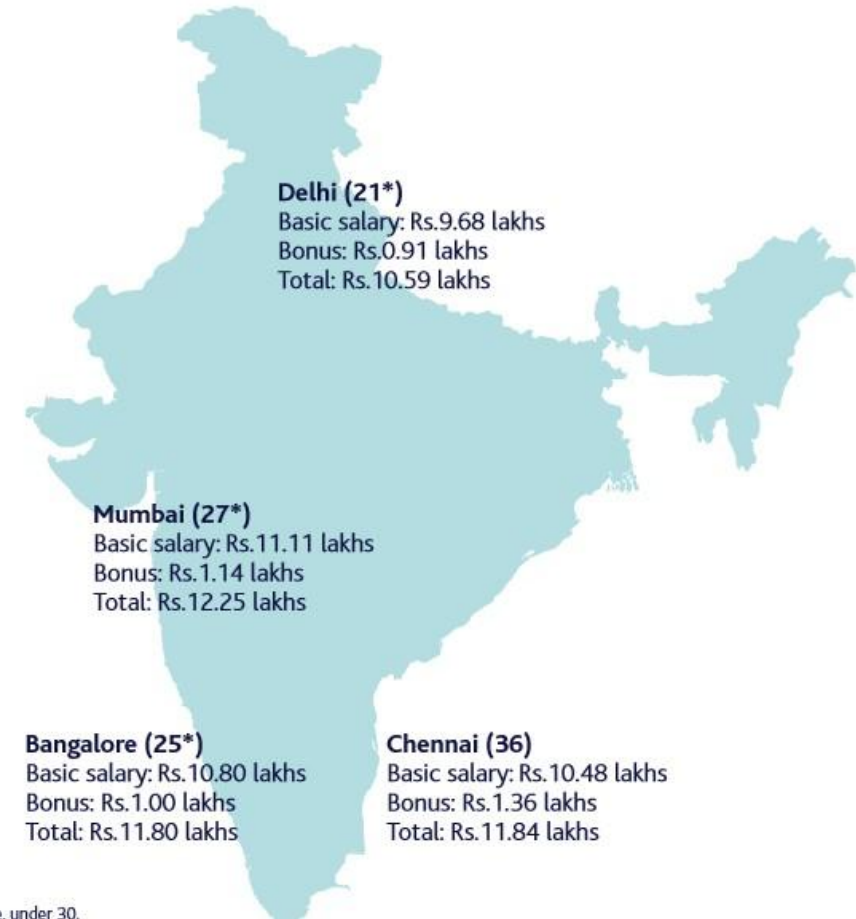 Delhi (21*)
Basic salary: Rs.9.68 lakhs
Bonus: Rs.0.91 lakhs
Total: Rs.10.59 lakhs
Mumbai (27*)
Basic salary: Rs.11.11 lakhs
Bonus: Rs.1.14 lakhs
Total: Rs.12.25 lakhs
Bangalore (25*)
Basic salary: Rs.10.80 lakhs
Bonus: Rs.1.00 lakhs
Total: Rs.11.80 lakhs
Chennai (36)
Basic salary: Rs.10.48 lakhs
Bonus: Rs.1.36 lakhs
Total: Rs.11.84 lakhs
under 30.